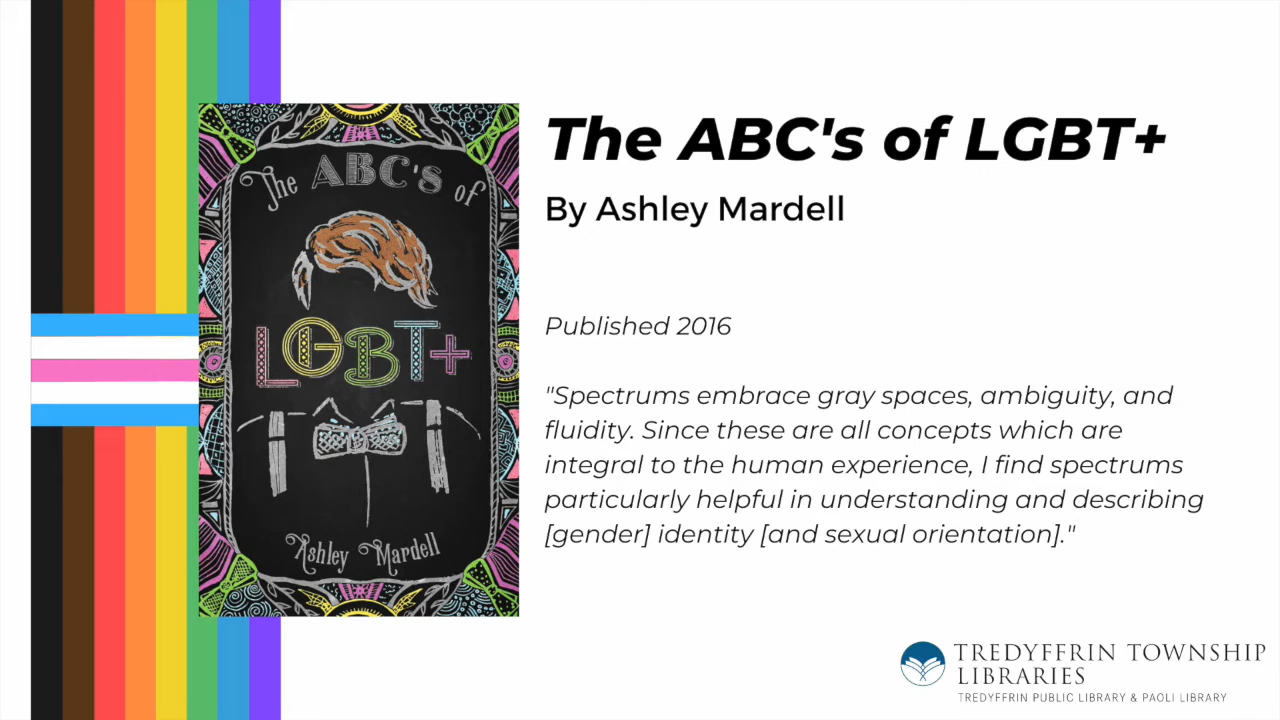 The ABC's of
LGBT+
Ashley Mardell
The ABC's of LGBT+
By Ashley Mardell
Published 2016
"Spectrums embrace gray spaces, ambiguity, and
fluidity. Since these are all concepts which are
integral to the human experience, I find spectrums
particularly helpful in understanding and describing
[gender] identity [and sexual orientation]."
TREDYFFRIN TOWNSHIP
LIBRARIES
TREDYFFRIN PUBLIC LIBRARY & PAOLI LIBRARY